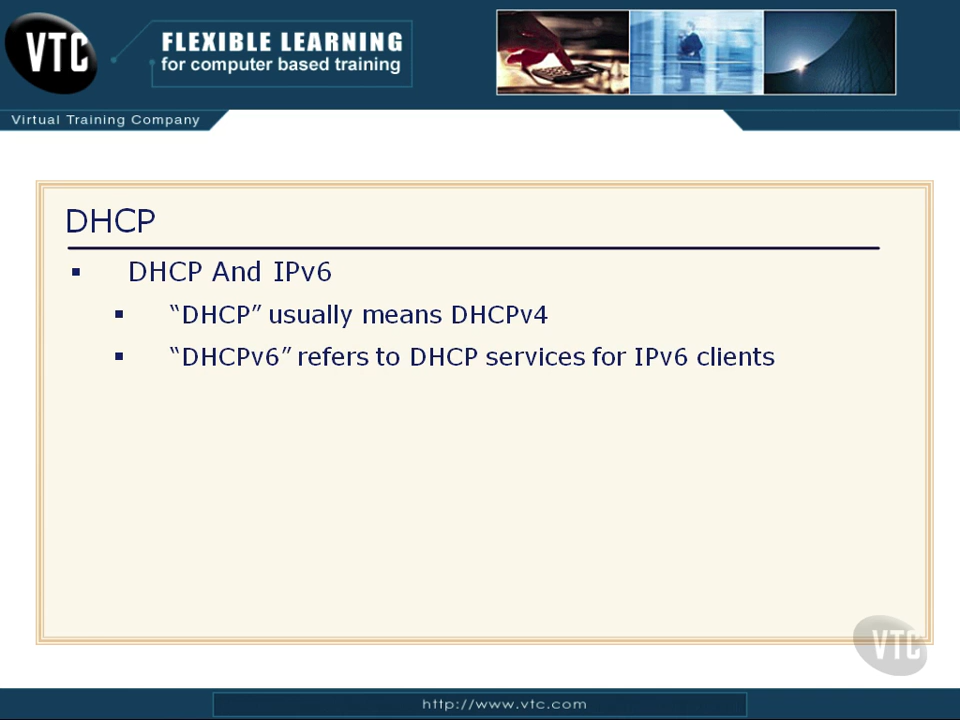 VTC
FLEXIBLE LEARNING
for computer based training
Virtual Training Company
DHCP
▪ DHCP And IPv6
▪ “DHCP” usually means DHCPv4
▪ “DHCPv6” refers to DHCP services for IPv6 clients
VTC
http://www.vtc.com